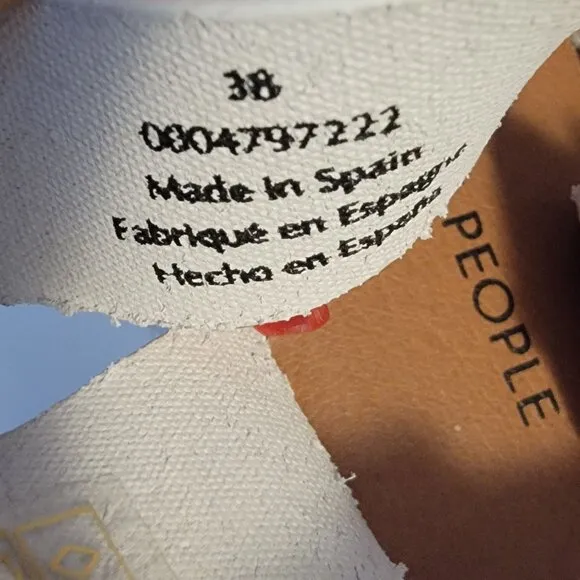 38
0804797222
Made in Spain
Fabriqué en Espagne
Hecho en España
PEOPLE